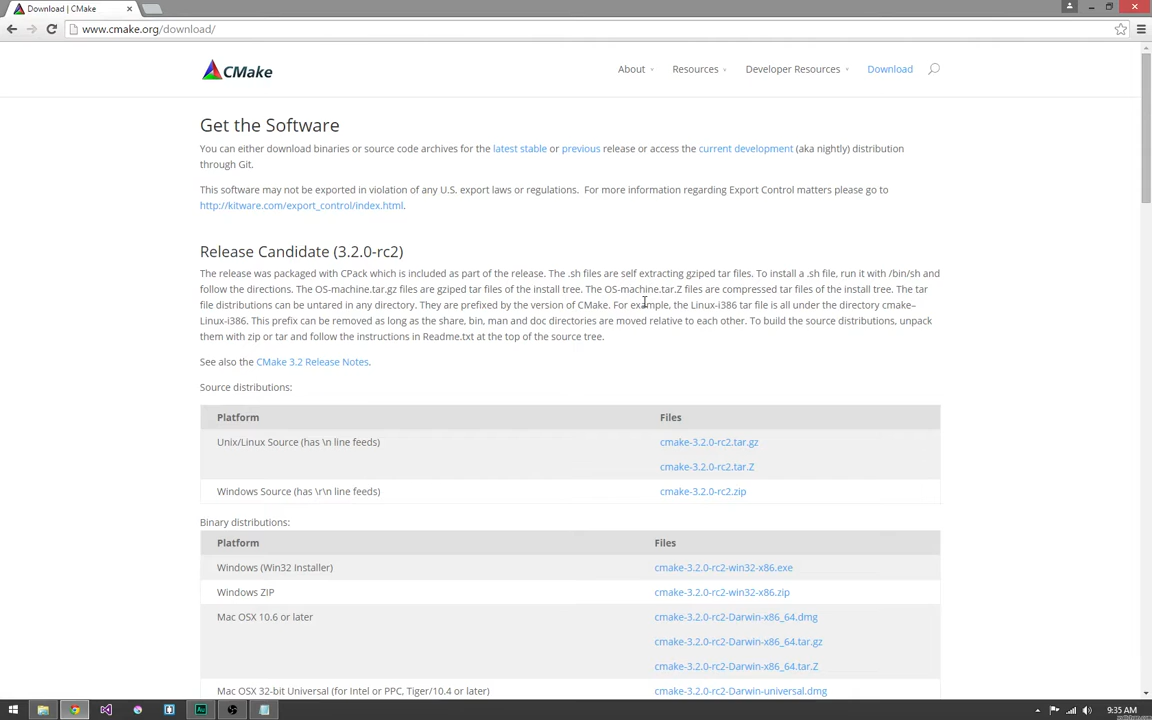 Download | CMake
www.cmake.org/download/
CMake
About
Resources
Developer Resources
Download
Get the Software
You can either download binaries or source code archives for the latest stable or previous release or access the current development (aka nightly) distribution
through Git.
This software may not be exported in violation of any U.S. export laws or regulations. For more information regarding Export Control matters please go to
http://kitware.com/export_control/index.html.
Release Candidate (3.2.0-rc2)
The release was packaged with CPack which is included as part of the release. The .sh files are self extracting gziped tar files. To install a .sh file, run it with /bin/sh and
follow the directions. The OS-machine.tar.gz files are gziped tar files of the install tree. The OS-machine.tar.Z files are compressed tar files of the install tree. The tar
file distributions can be untared in any directory. They are prefixed by the version of CMake. For example, the Linux-i386 tar file is all under the directory cmake–
Linux-i386. This prefix can be removed as long as the share, bin, man and doc directories are moved relative to each other. To build the source distributions, unpack
them with zip or tar and follow the instructions in Readme.txt at the top of the source tree.
See also the CMake 3.2 Release Notes.
Source distributions:
Platform Files
Unix/Linux Source (has \n line feeds) cmake-3.2.0-rc2.tar.gz
cmake-3.2.0-rc2.tar.Z
Windows Source (has \r\n line feeds) cmake-3.2.0-rc2.zip
Binary distributions:
Platform Files
Windows (Win32 Installer) cmake-3.2.0-rc2-win32-x86.exe
Windows ZIP cmake-3.2.0-rc2-win32-x86.zip
Mac OSX 10.6 or later cmake-3.2.0-rc2-Darwin-x86_64.dmg
cmake-3.2.0-rc2-Darwin-x86_64.tar.gz
cmake-3.2.0-rc2-Darwin-x86_64.tar.Z
Mac OSX 32-bit Universal (for Intel or PPC, Tiger/10.4 or later) cmake-3.2.0-rc2-Darwin-universal.dmg
Au
9:35 AM